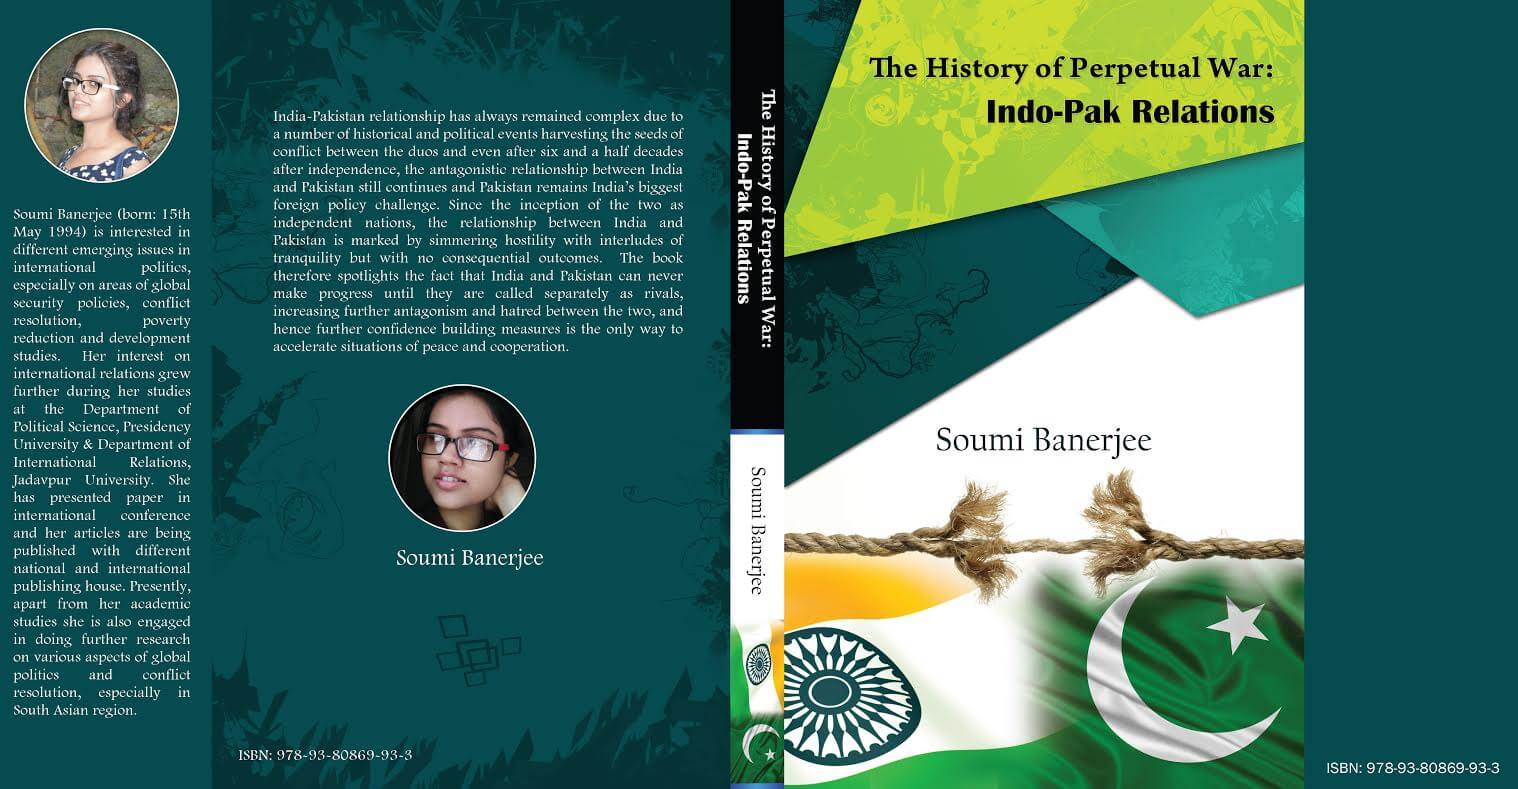 Soumi Banerjee (born: 15th
May 1994) is interested in
different emerging issues in
international politics,
especially on areas of global
security policies, conflict
resolution, poverty
reduction and development
studies. Her interest on
international relations grew
further during her studies
at the Department of
Political Science, Presidency
University & Department of
International Relations,
Jadavpur University. She
has presented paper in
international conference
and her articles are being
published with different
national and international
publishing house. Presently,
apart from her academic
studies she is also engaged
in doing further research
on various aspects of global
politics and conflict
resolution, especially in
South Asian region.
India-Pakistan relationship has always remained complex due to
a number of historical and political events harvesting the seeds of
conflict between the duos and even after six and a half decades
after independence, the antagonistic relationship between India
and Pakistan still continues and Pakistan remains India's biggest
foreign policy challenge. Since the inception of the two as
independent nations, the relationship between India and
Pakistan is marked by simmering hostility with interludes of
tranquility but with no consequential outcomes. The book
therefore spotlights the fact that India and Pakistan can never
make progress until they are called separately as rivals,
increasing further antagonism and hatred between the two, and
hence further confidence building measures is the only way to
accelerate situations of peace and cooperation.
Soumi Banerjee
ISBN: 978-93-80869-93-3
The History of Perpetual War:
Indo-Pak Relations
Soumi Banerjee
The History of Perpetual War:
Indo-Pak Relations
Soumi Banerjee
ISBN: 978-93-80869-93-3